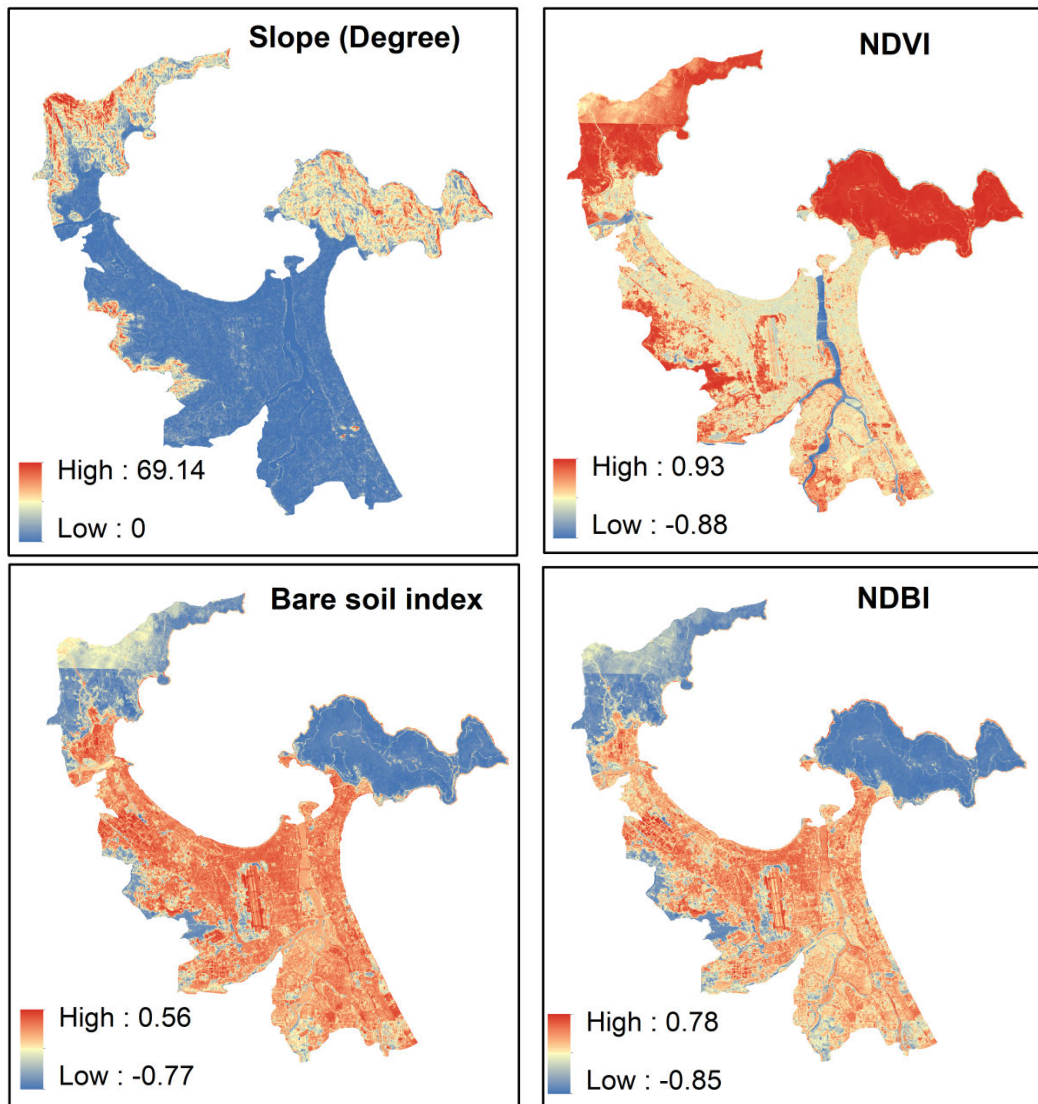 Slope (Degree)
High : 69.14
Low : 0
NDVI
High : 0.93
Low : -0.88
Bare soil index
High : 0.56
Low : -0.77
NDBI
High : 0.78
Low : -0.85